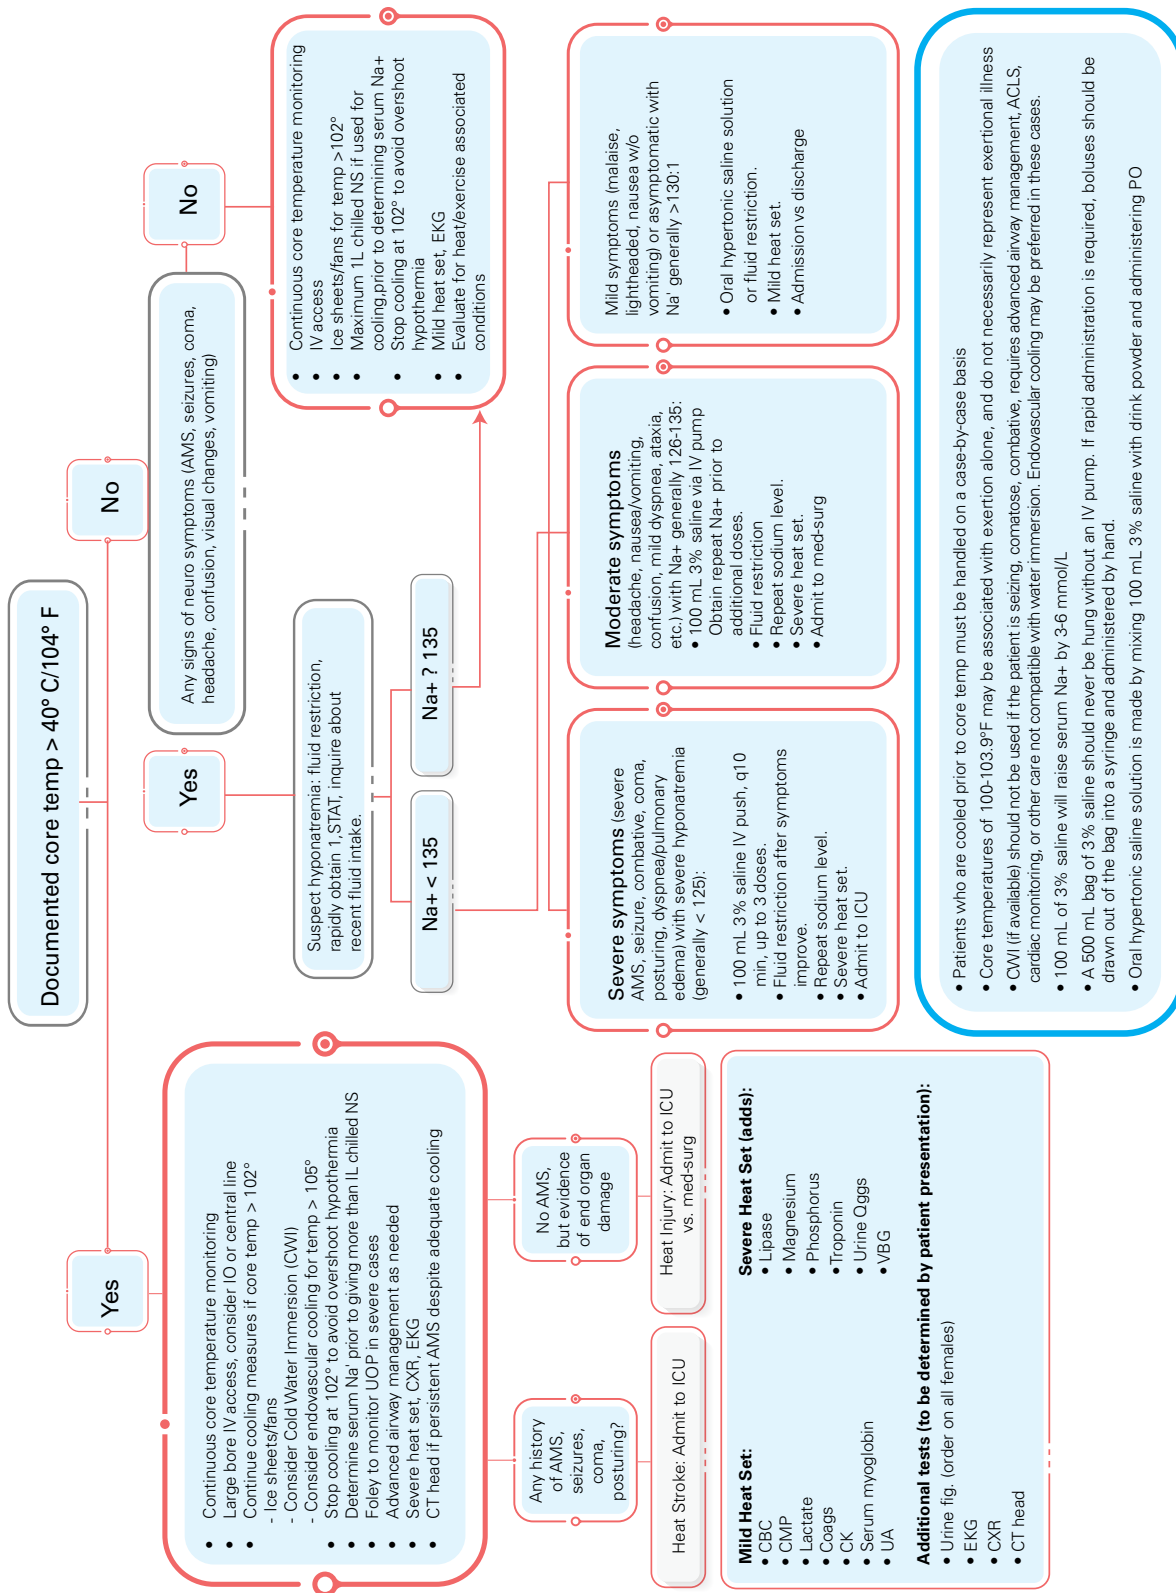 Documented core temp > 40° C/104° F
Yes
No
Continuous core temperature monitoring
Large bore IV access, consider IO or central line
Continue cooling measures if core temp > 102°
- Ice sheets/fans
- Consider Cold Water Immersion (CWI)
- Consider endovascular cooling for temp > 105°
Stop cooling at 102° to avoid overshoot hypothermia
Determine serum Na' prior to giving more than IL chilled NS
Foley to monitor UOP in severe cases
Advanced airway management as needed
Severe heat set, CXR, EKG
CT head if persistent AMS despite adequate cooling
Any history
of AMS,
seizures,
coma,
posturing?
No AMS,
but evidence
of end organ
damage
Heat Stroke: Admit to ICU
Heat Injury: Admit to ICU
vs. med-surg
Any signs of neuro symptoms (AMS, seizures, coma,
headache, confusion, visual changes, vomiting)
Yes
No
Suspect hyponatremia: fluid restriction,
rapidly obtain 1,STAT, inquire about
recent fluid intake.
Na+ < 135
Na+ ? 135
Continuous core temperature monitoring
IV access
Ice sheets/fans for temp >102°
Maximum 1L chilled NS if used for
cooling,prior to determining serum Na+
Stop cooling at 102° to avoid overshoot
hypothermia
Mild heat set, EKG
Evaluate for heat/exercise associated
conditions
Severe symptoms (severe
AMS, seizure, combative, coma,
posturing, dyspnea/pulmonary
edema) with severe hyponatremia
(generally < 125):
• 100 mL 3% saline IV push, q10
min, up to 3 doses.
• Fluid restriction after symptoms
improve.
• Repeat sodium level.
• Severe heat set.
• Admit to ICU
Moderate symptoms
(headache, nausea/vomiting,
confusion, mild dyspnea, ataxia,
etc.) with Na+ generally 126-135:
• 100 mL 3% saline via IV pump
Obtain repeat Na+ prior to
additional doses.
• Fluid restriction
• Repeat sodium level.
• Severe heat set.
• Admit to med-surg
Mild symptoms (malaise,
lightheaded, nausea w/o
vomiting) or asymptomatic with
Na' generally >130:1
• Oral hypertonic saline solution
or fluid restriction.
• Mild heat set.
• Admission vs discharge
Mild Heat Set:
• CBC
• CMP
• Lactate
• Coags
• CK
• Serum myoglobin
• UA
Severe Heat Set (adds):
• Lipase
• Magnesium
• Phosphorus
• Troponin
• Urine Qggs
• VBG
Additional tests (to be determined by patient presentation):
• Urine fig. (order on all females)
• EKG
• CXR
• CT head
• Patients who are cooled prior to core temp must be handled on a case-by-case basis
• Core temperatures of 100-103.9°F may be associated with exertion alone, and do not necessarily represent exertional illness
• CWI (if available) should not be used if the patient is seizing, comatose, combative, requires advanced airway management, ACLS,
cardiac monitoring, or other care not compatible with water immersion. Endovascular cooling may be preferred in these cases.
• 100 mL of 3% saline will raise serum Na+ by 3-6 mmol/L
• A 500 mL bag of 3% saline should never be hung without an IV pump. If rapid administration is required, boluses should be
drawn out of the bag into a syringe and administered by hand.
• Oral hypertonic saline solution is made by mixing 100 mL 3% saline with drink powder and administering PO